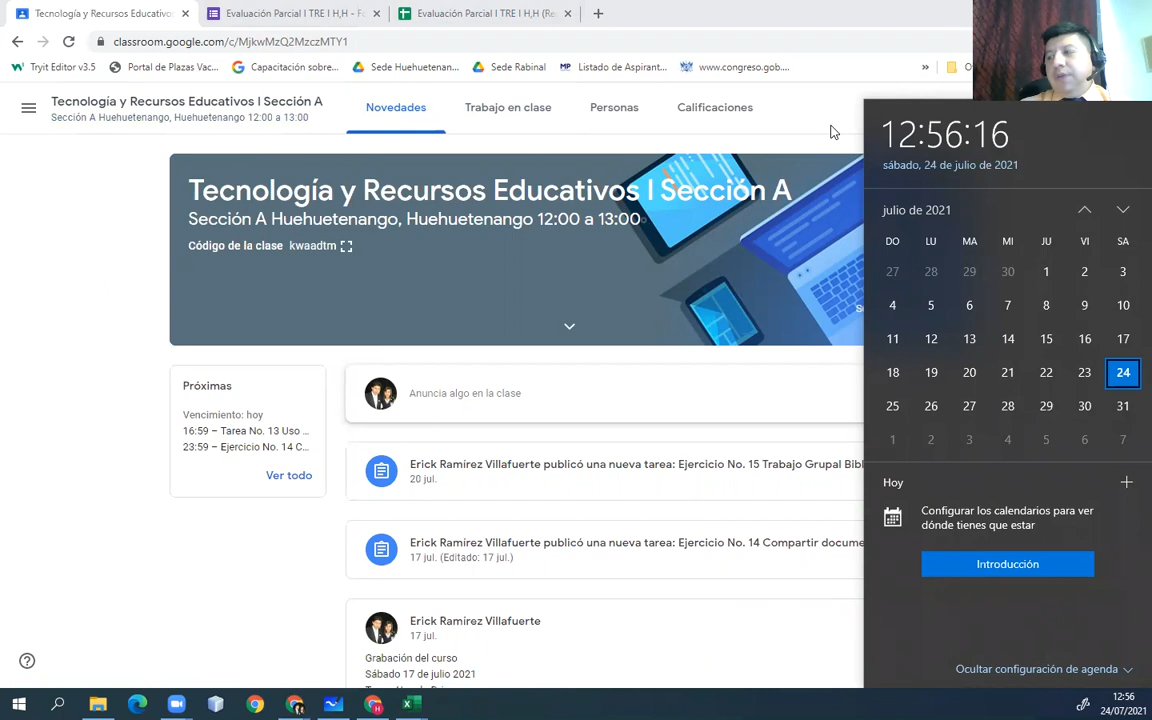 Tecnología y Recursos Educativos
Evaluación Parcial I TRE I H,H - Fo
Evaluación Parcial I TRE I H,H (Re
classroom.google.com/c/MjkwMzQ2MzczMTY1
Tryit Editor v3.5
Portal de Plazas Vac...
Capacitación sobre...
Sede Huehuetenan...
Sede Rabinal
MP Listado de Aspirant...
www.congreso.gob....
»
Tecnología y Recursos Educativos I Sección A
Sección A Huehuetenango, Huehuetenango 12:00 a 13:00
Novedades
Trabajo en clase
Personas
Calificaciones
Tecnología y Recursos Educativos I Sección A
Sección A Huehuetenango, Huehuetenango 12:00 a 13:00
Código de la clase kwaadtm
Próximas
Vencimiento: hoy
16:59 – Tarea No. 13 Uso ...
23:59 – Ejercicio No. 14 C...
Ver todo
Anuncia algo en la clase
Erick Ramírez Villafuerte publicó una nueva tarea: Ejercicio No. 15 Trabajo Grupal Bibl
20 jul.
Erick Ramírez Villafuerte publicó una nueva tarea: Ejercicio No. 14 Compartir docume
17 jul. (Editado: 17 jul.)
Erick Ramírez Villafuerte
17 jul.
Grabación del curso
Sábado 17 de julio 2021
12:56:16
sábado, 24 de julio de 2021
julio de 2021
DO LU MA MI JU VI SA
27 28 29 30 1 2 3
4 5 6 7 8 9 10
11 12 13 14 15 16 17
18 19 20 21 22 23 24
25 26 27 28 29 30 31
1 2 3 4 5 6 7
Hoy
Configurar los calendarios para ver
dónde tienes que estar
Introducción
Ocultar configuración de agenda
12:56
24/07/2021